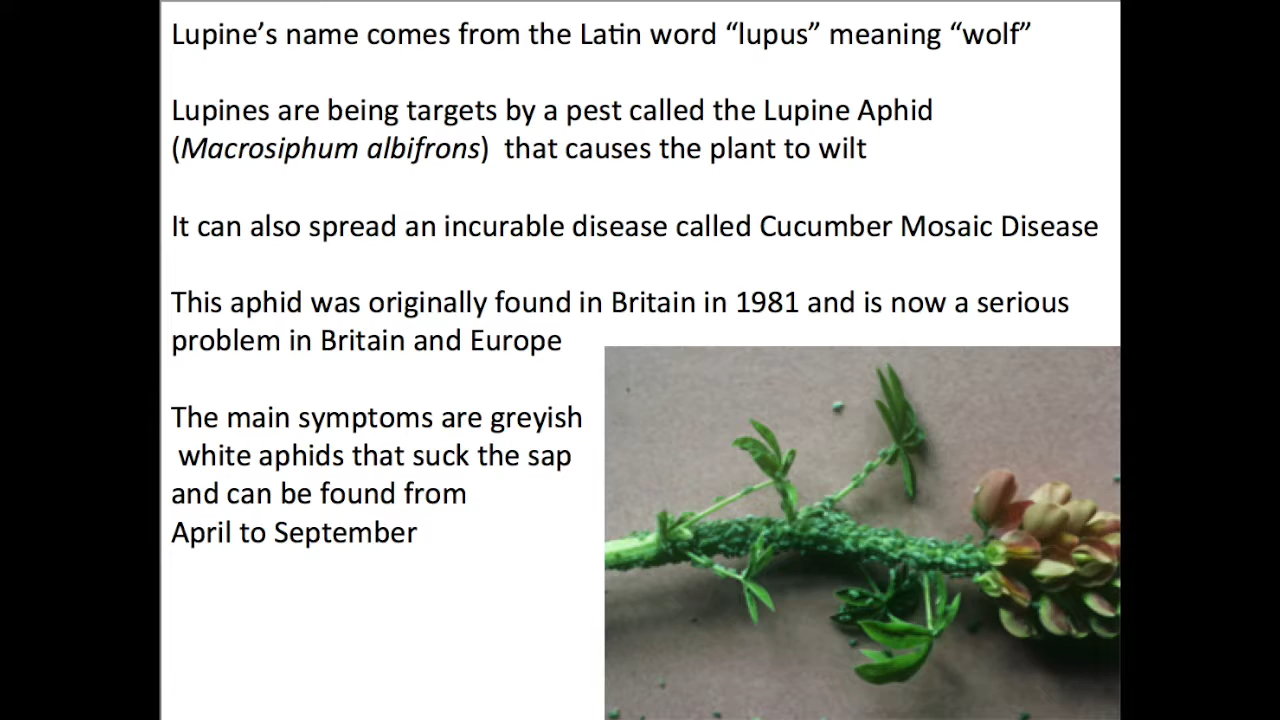 Lupine’s name comes from the Latin word “lupus” meaning “wolf”
Lupines are being targets by a pest called the Lupine Aphid
(Macrosiphum albifrons)  that causes the plant to wilt
It can also spread an incurable disease called Cucumber Mosaic Disease
This aphid was originally found in Britain in 1981 and is now a serious
problem in Britain and Europe
The main symptoms are greyish
white aphids that suck the sap
and can be found from
April to September